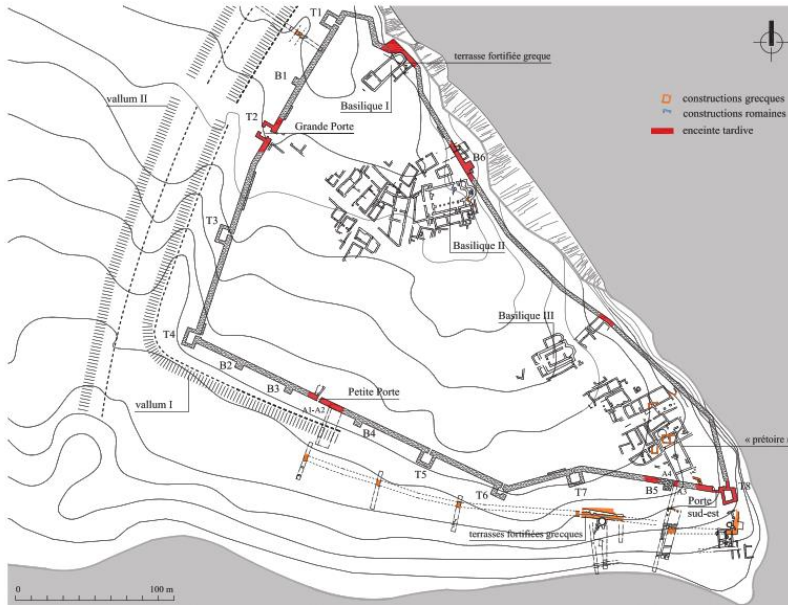 T1
terrasse fortifiée greque
B1
Basilique I
vallum II
T2
Grande Porte
constructions grecques
constructions romaines
enceinte tardive
B6
T3
Basilique II
Basilique III
T4
B2
B3
Petite Porte
A1-A2
vallum I
B4
T5
« prétoire »
A4
T6
T7
B5
A3
T8
Porte
sud-est
terrasses fortifiées grecques
0 100 m